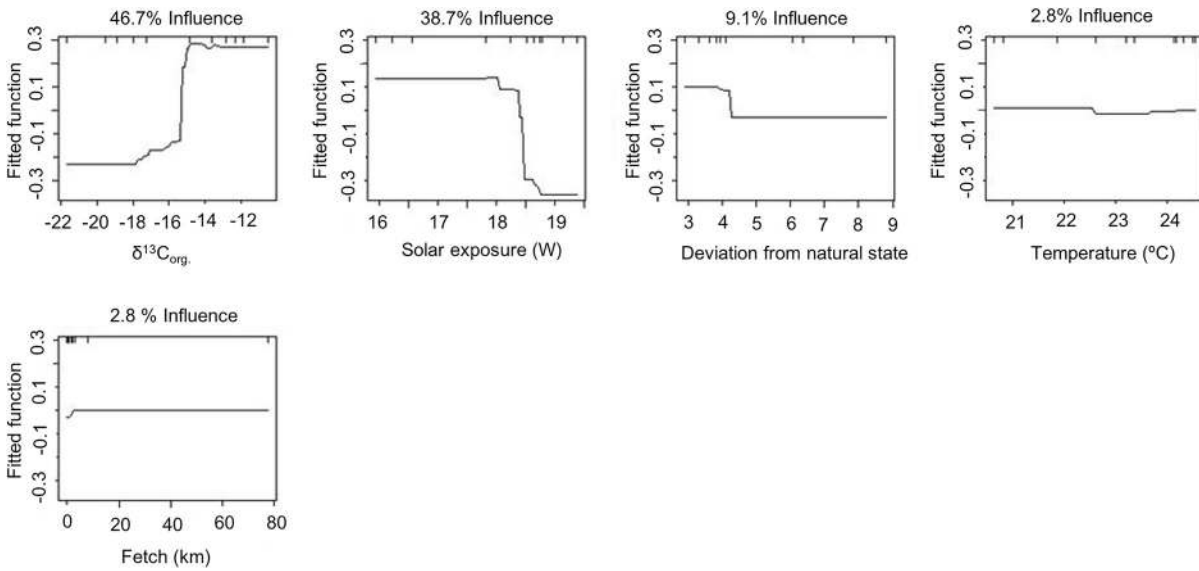 46.7% Influence
Fitted function
0.3
0.1
-0.1
-0.3
-22 -20 -18 -16 -14 -12
δ¹³C org.
38.7% Influence
Fitted function
0.3
0.1
-0.1
-0.3
16 16 17 18 18 19
Solar exposure (W)
9.1% Influence
Fitted function
0.3
0.1
-0.1
-0.3
3 4 5 6 7 8 9
Deviation from natural state
2.8% Influence
Fitted function
0.3
0.1
-0.1
-0.3
21 22 23 24
Temperature (ºC)
2.8 % Influence
Fitted function
0.3
0.1
-0.1
-0.3
0 20 40 60 80
Fetch (km)